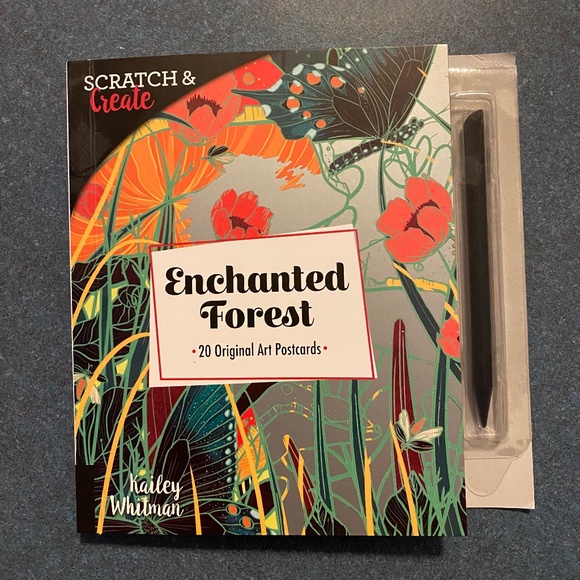 SCRATCH &
Create
Enchanted
Forest
• 20 Original Art Postcards •
Kailey
Whitman